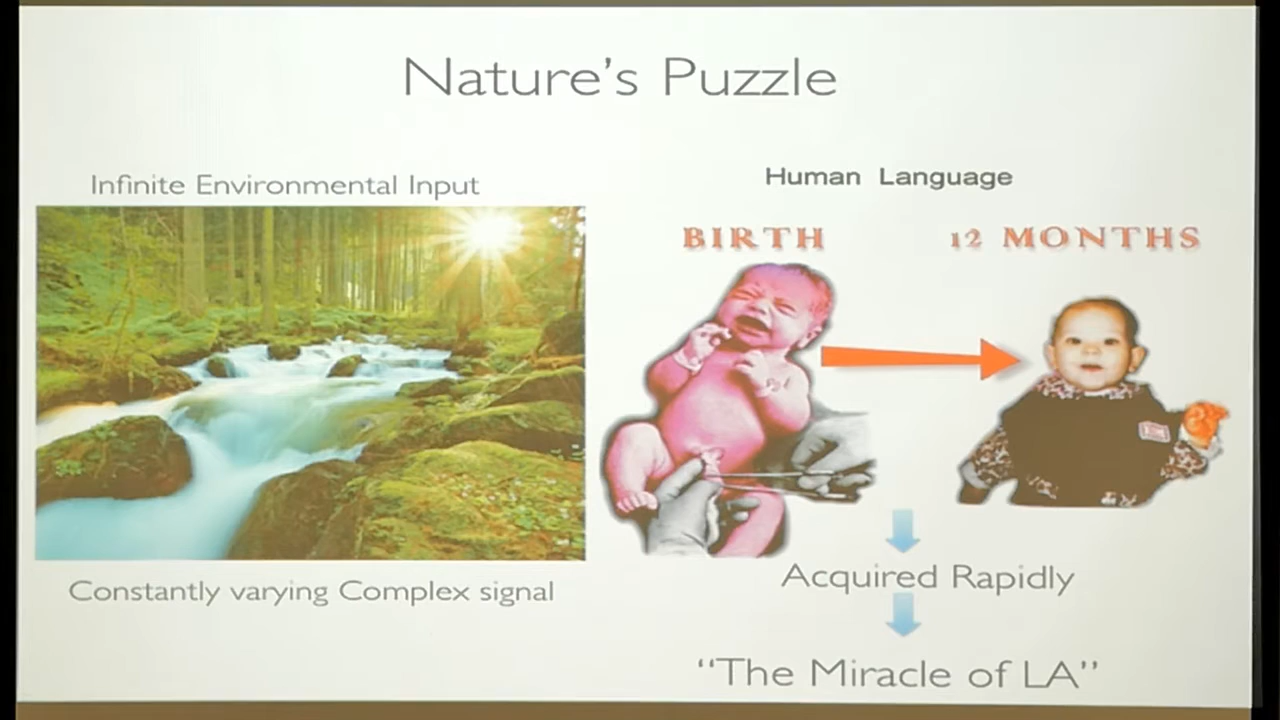 Nature's Puzzle
Infinite Environmental Input
Constantly varying Complex signal
Human Language
BIRTH
12 MONTHS
Acquired Rapidly
"The Miracle of LA"